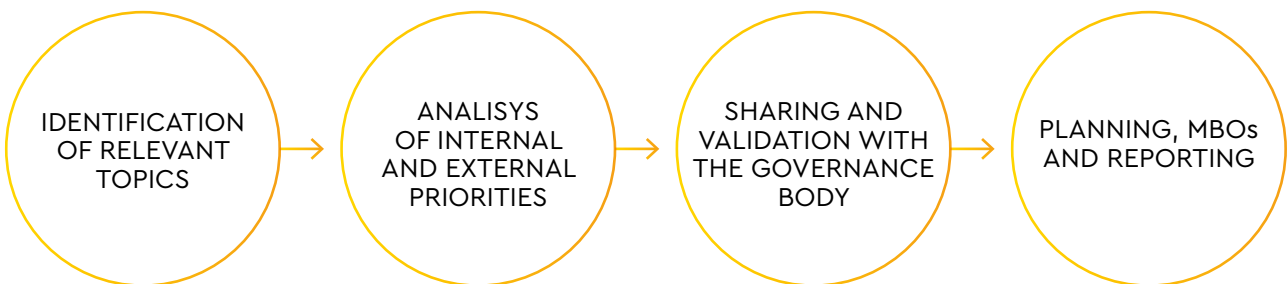 IDENTIFICATION
OF RELEVANT
TOPICS
ANALISYS
OF INTERNAL
AND EXTERNAL
PRIORITIES
SHARING AND
VALIDATION WITH
THE GOVERNANCE
BODY
PLANNING, MBOs
AND REPORTING